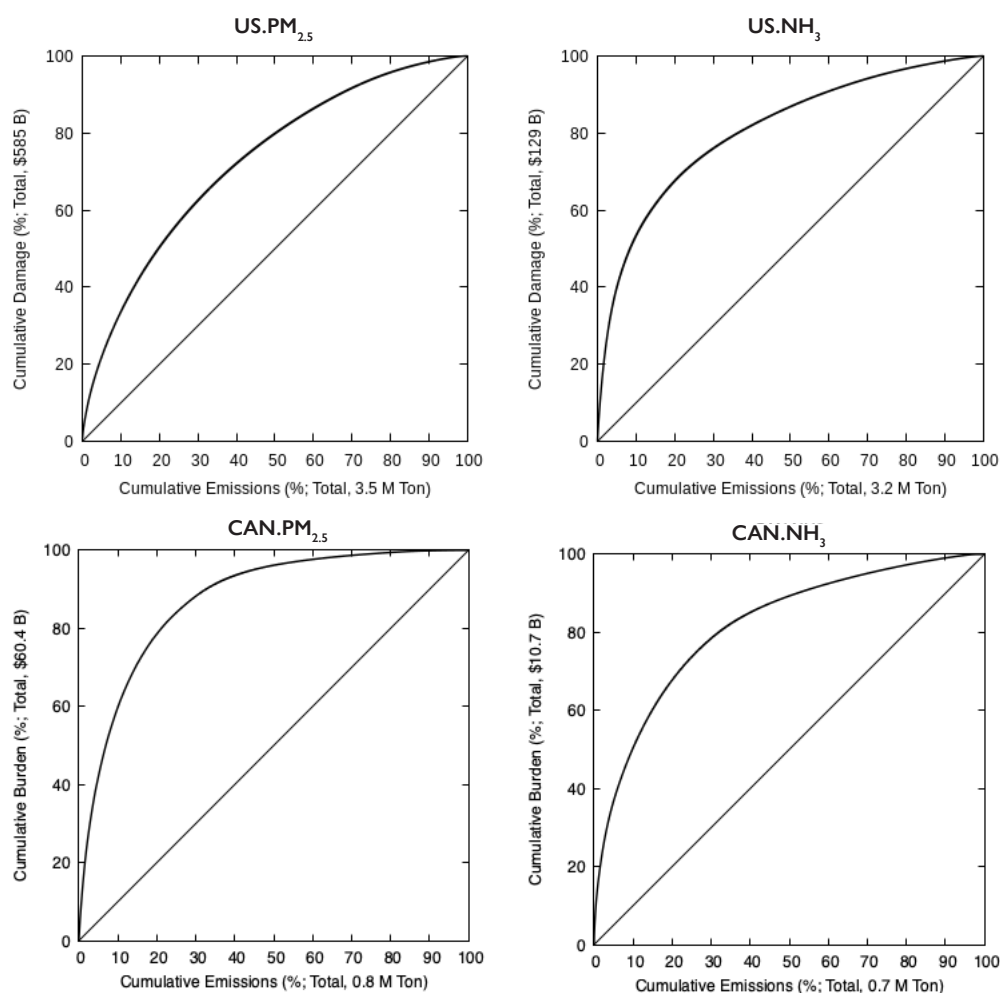 US.PM2.5
100
80
60
40
20
0
0 10 20 30 40 50 60 70 80 90 100
Cumulative Damage (%; Total, $585 B)
Cumulative Emissions (%; Total, 3.5 M Ton)
US.NH3
100
80
60
40
20
0
0 10 20 30 40 50 60 70 80 90 100
Cumulative Damage (%; Total, $129 B)
Cumulative Emissions (%; Total, 3.2 M Ton)
CAN.PM2.5
100
80
60
40
20
0
0 10 20 30 40 50 60 70 80 90 100
Cumulative Burden (%; Total, $60.4 B)
Cumulative Emissions (%; Total, 0.8 M Ton)
CAN.NH3
100
80
60
40
20
0
0 10 20 30 40 50 60 70 80 90 100
Cumulative Burden (%; Total, $10.7 B)
Cumulative Emissions (%; Total, 0.7 M Ton)